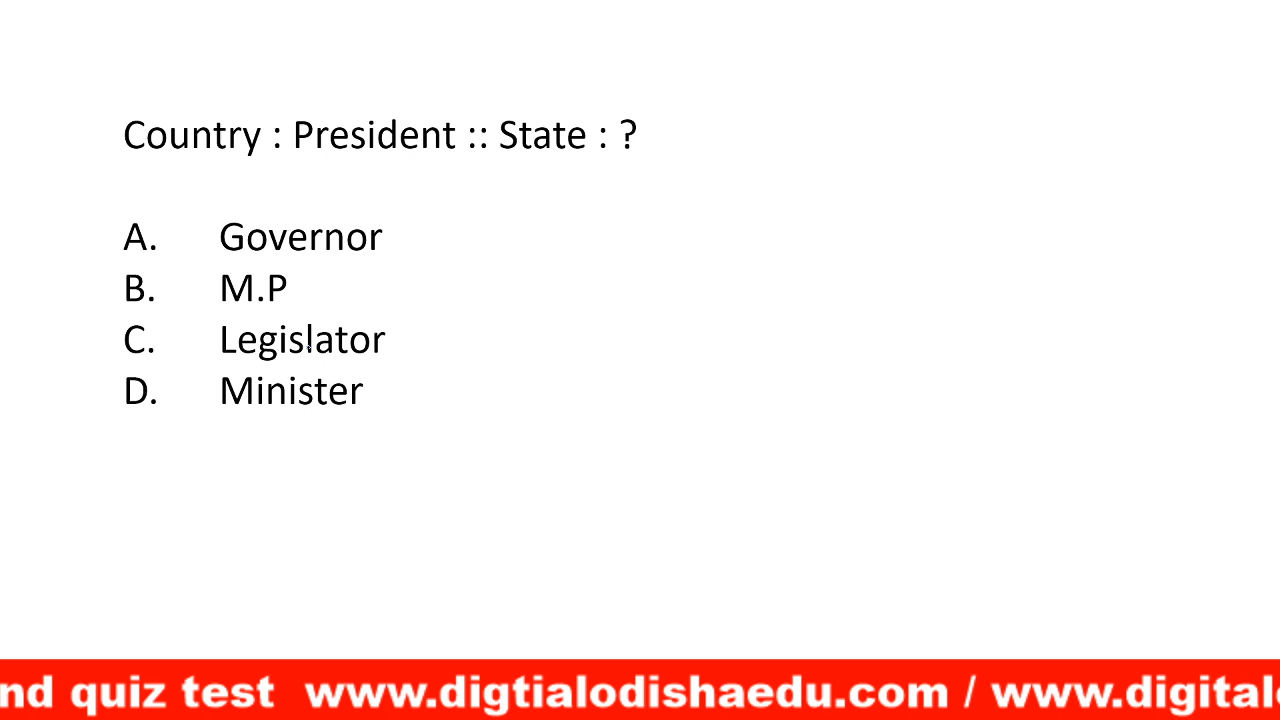 Country : President :: State : ?
A. Governor
B. M.P
C. Legislator
D. Minister
nd quiz test www.digtialodishaedu.com / www.digital